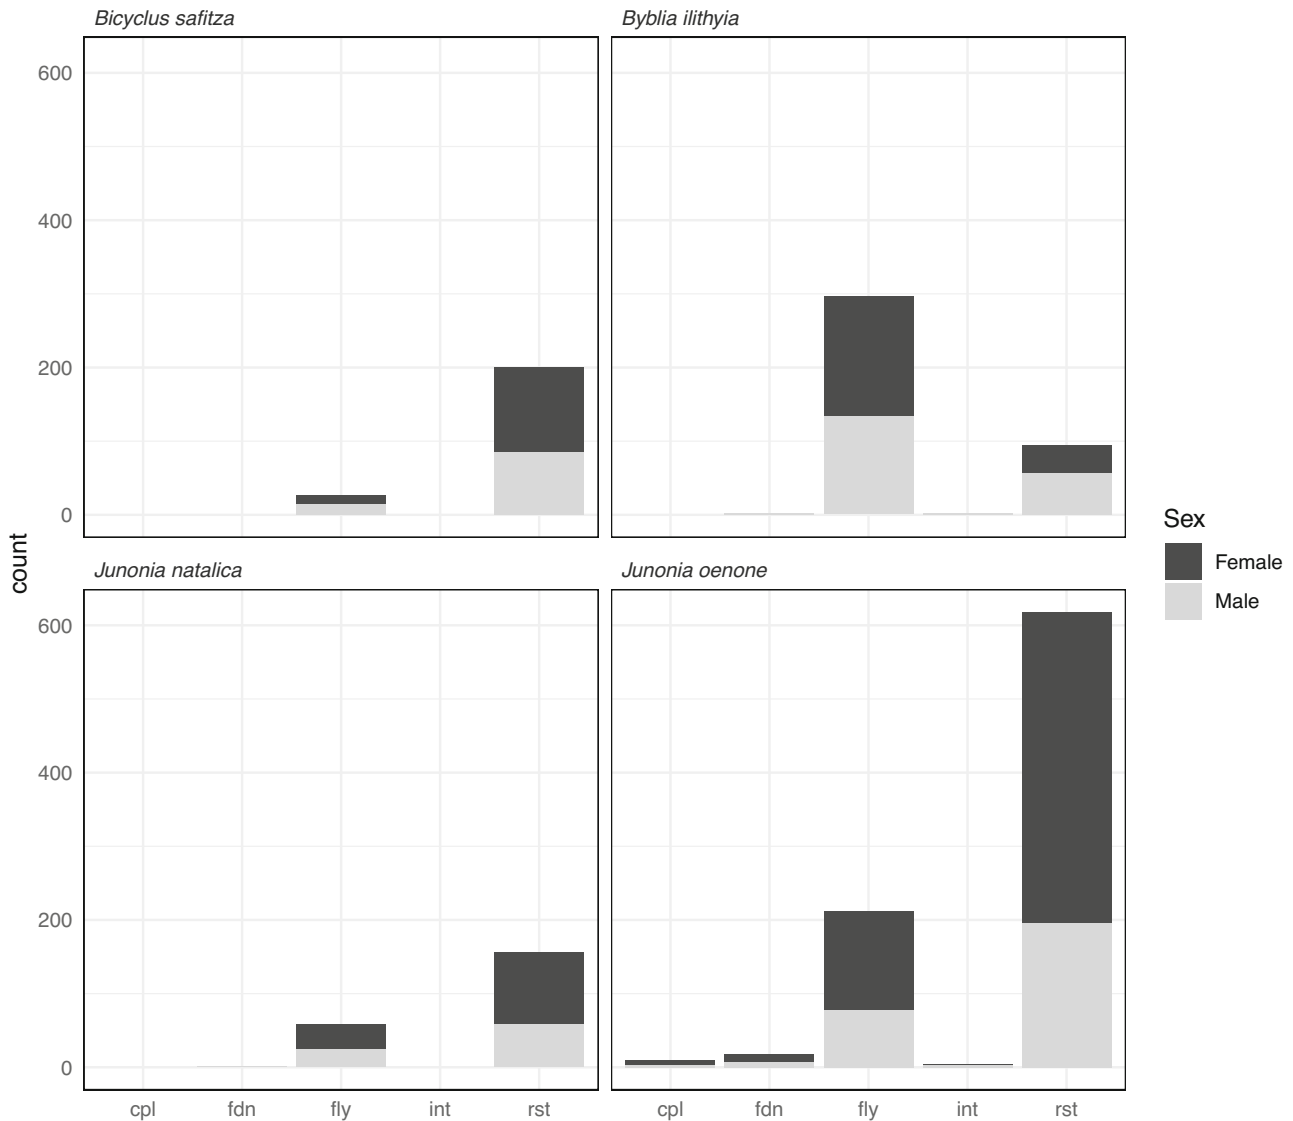 Bicyclus safitza
Byblia ilithyia
600
400
200
0
count
Junonia natalica
Junonia oenone
600
400
200
0
cpl fdn fly int rst
cpl fdn fly int rst
Sex
Female
Male